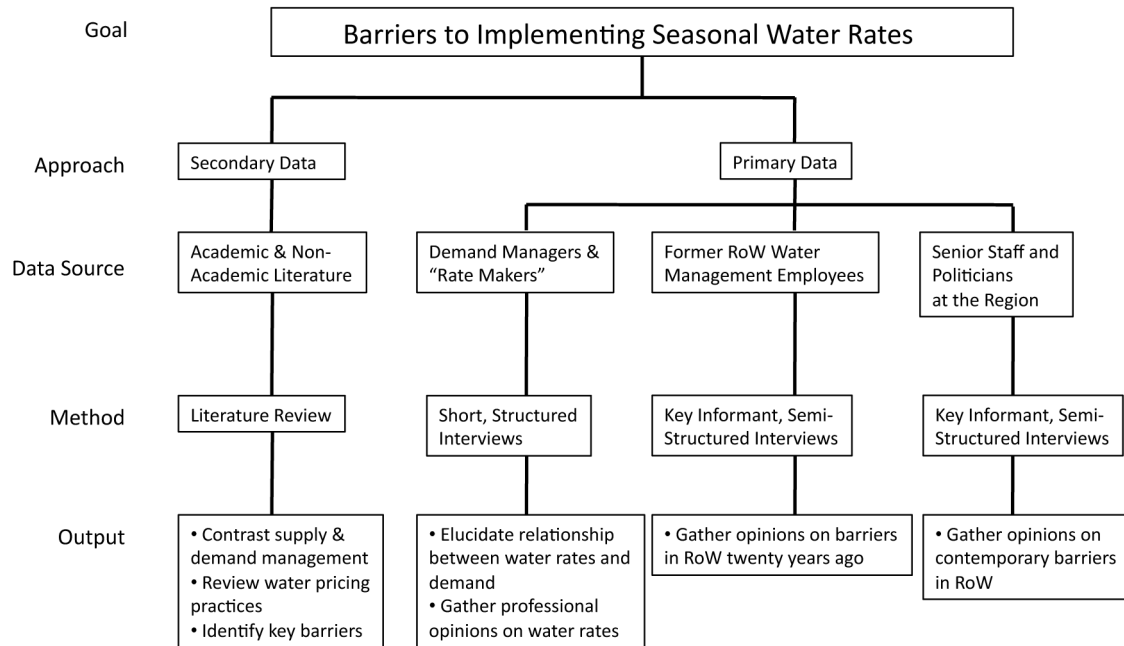 Goal
Barriers to Implementing Seasonal Water Rates
Approach
Secondary Data
Primary Data
Data Source
Academic & Non-
Academic Literature
Demand Managers &
“Rate Makers”
Former RoW Water
Management Employees
Senior Staff and
Politicians
at the Region
Method
Literature Review
Short, Structured
Interviews
Key Informant, Semi-
Structured Interviews
Key Informant, Semi-
Structured Interviews
Output
• Contrast supply &
demand management
• Review water pricing
practices
• Identify key barriers
• Elucidate relationship
between water rates and
demand
• Gather professional
opinions on water rates
• Gather opinions on barriers
in RoW twenty years ago
• Gather opinions on
contemporary barriers
in RoW